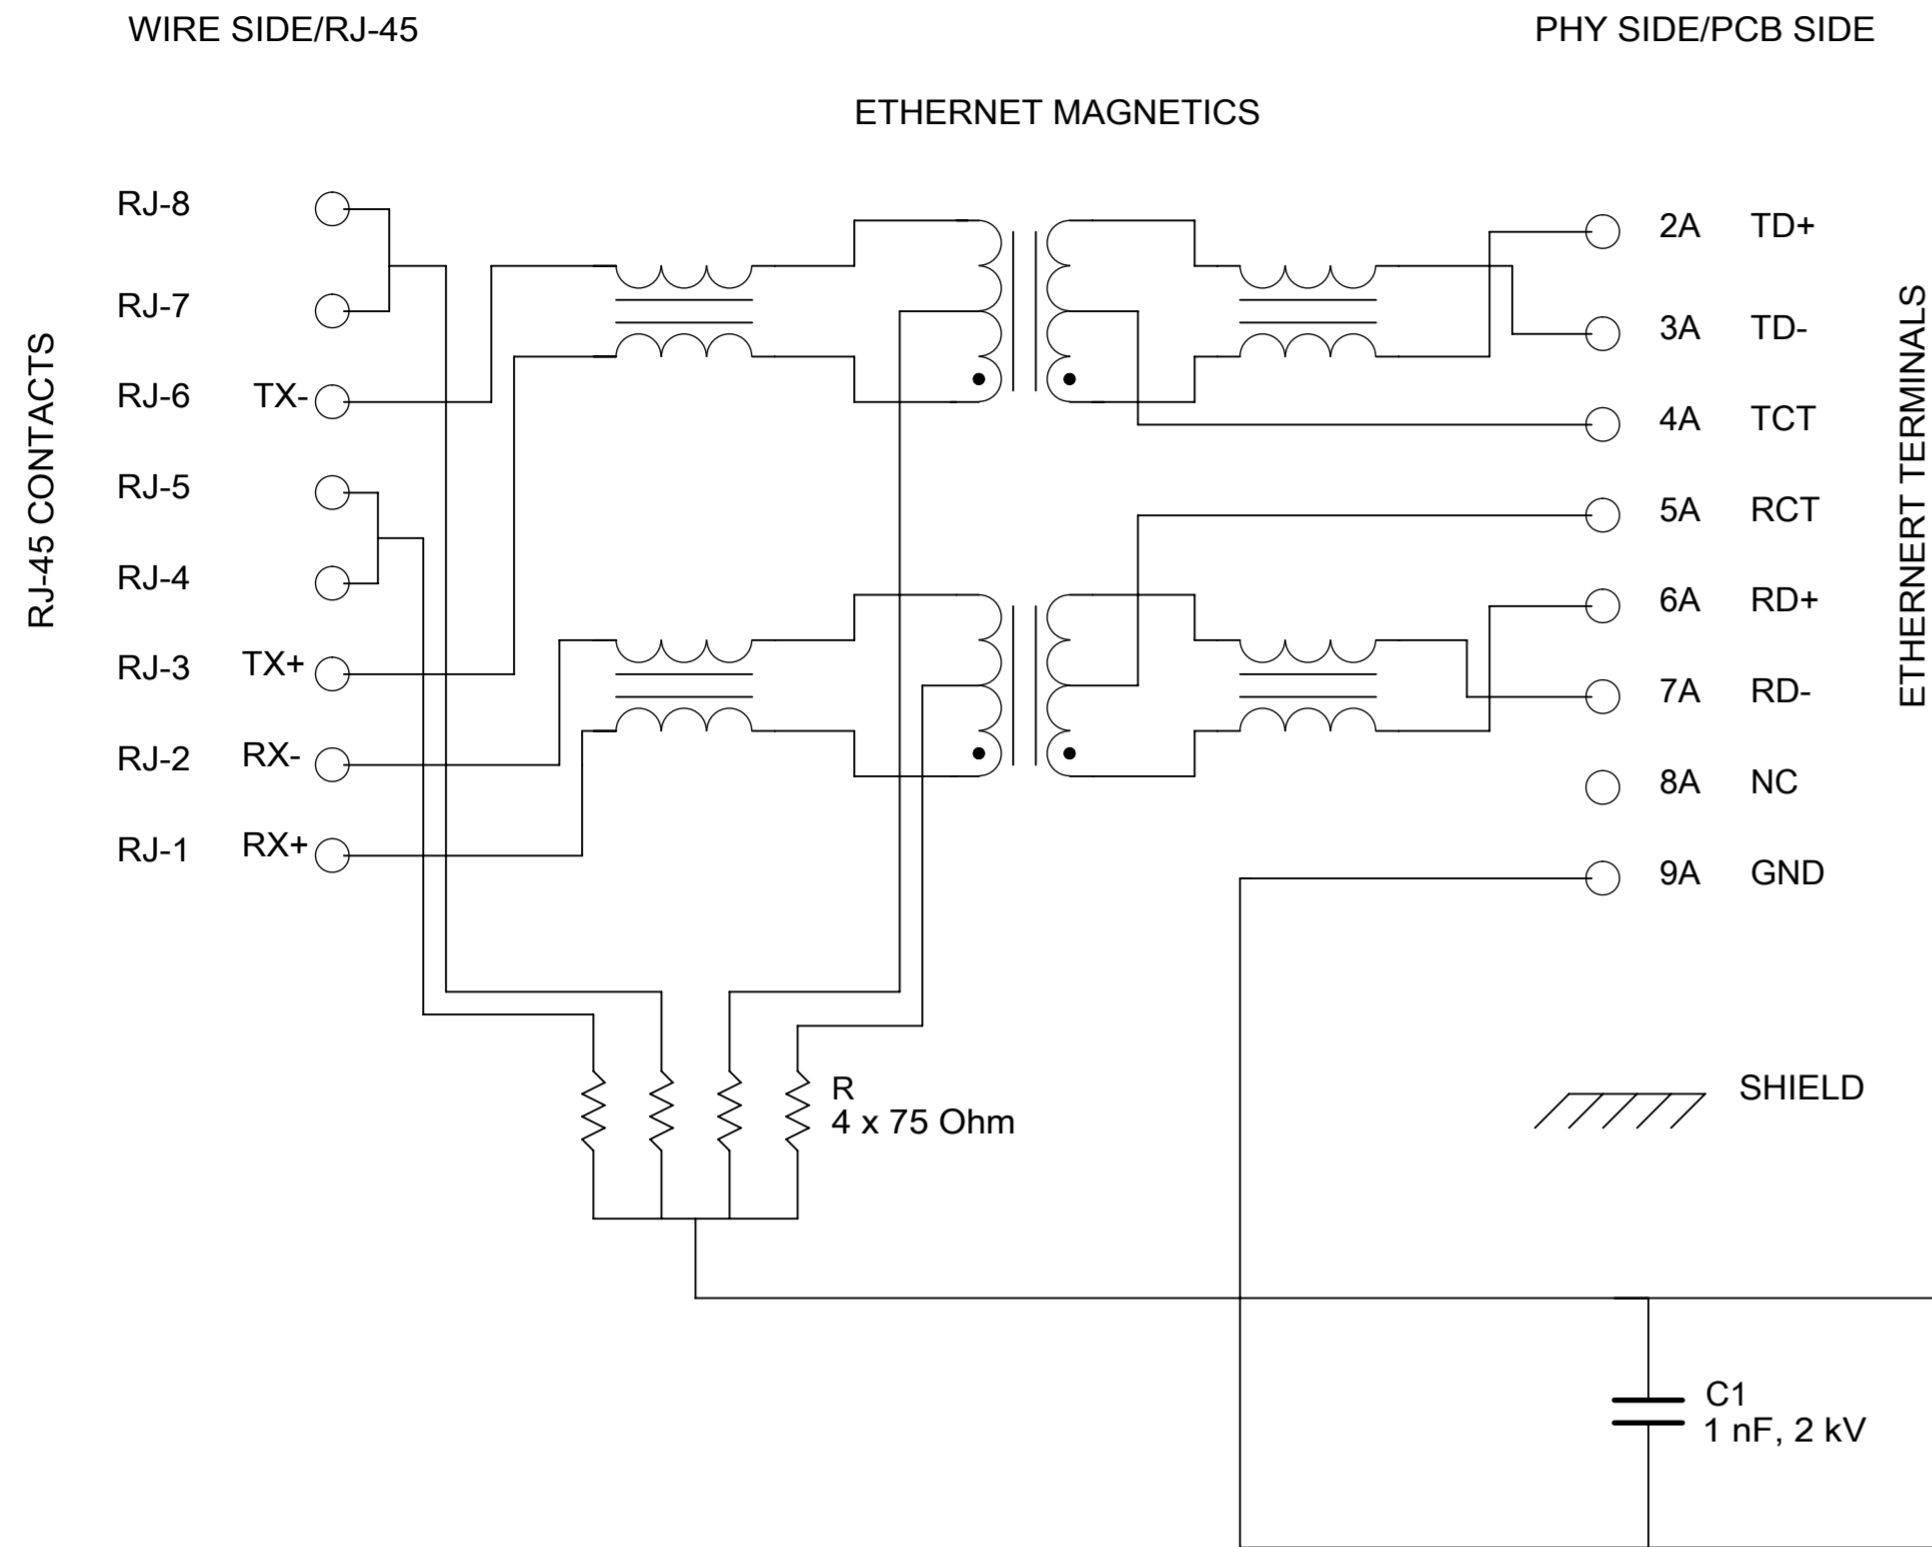 WIRE SIDE/RJ-45
PHY SIDE/PCB SIDE
ETHERNET MAGNETICS
RJ-45 CONTACTS
RJ-8
RJ-7
RJ-6 TX-
RJ-5
RJ-4
RJ-3 TX+
RJ-2 RX-
RJ-1 RX+
2A TD+
3A TD-
4A TCT
5A RCT
6A RD+
7A RD-
8A NC
9A GND
ETHERNERT TERMINALS
R
4 x 75 Ohm
SHIELD
C1
1 nF, 2 kV